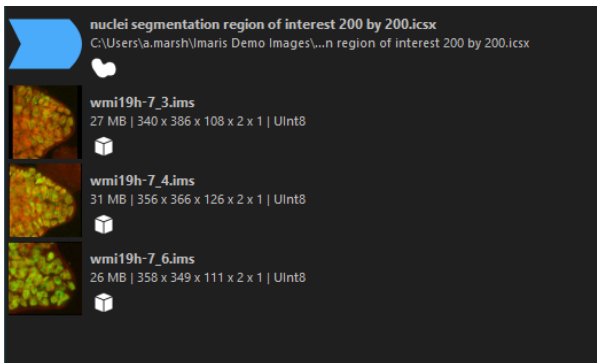 nuclei segmentation region of interest 200 by 200.icsx
C:\Users\a.marsh\Imaris Demo Images\...n region of interest 200 by 200.icsx
wmi19h-7_3.ims
27 MB | 340 x 386 x 108 x 2 x 1 | UInt8
wmi19h-7_4.ims
31 MB | 356 x 366 x 126 x 2 x 1 | UInt8
wmi19h-7_6.ims
26 MB | 358 x 349 x 111 x 2 x 1 | UInt8